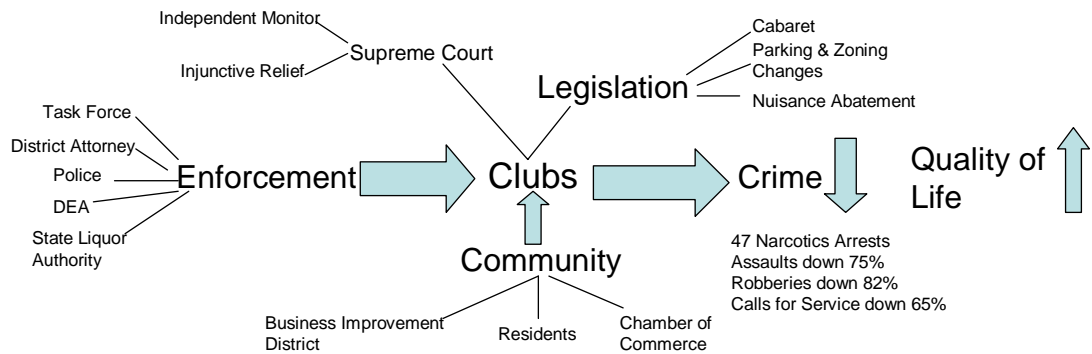 Independent Monitor
Injunctive Relief
Supreme Court
Legislation
Cabaret
Parking & Zoning
Changes
Nuisance Abatement
Task Force
District Attorney
Police
DEA
State Liquor
Authority
Enforcement
Clubs
Crime
Quality of
Life
47 Narcotics Arrests
Assaults down 75%
Robberies down 82%
Calls for Service down 65%
Community
Business Improvement
District
Residents
Chamber of
Commerce